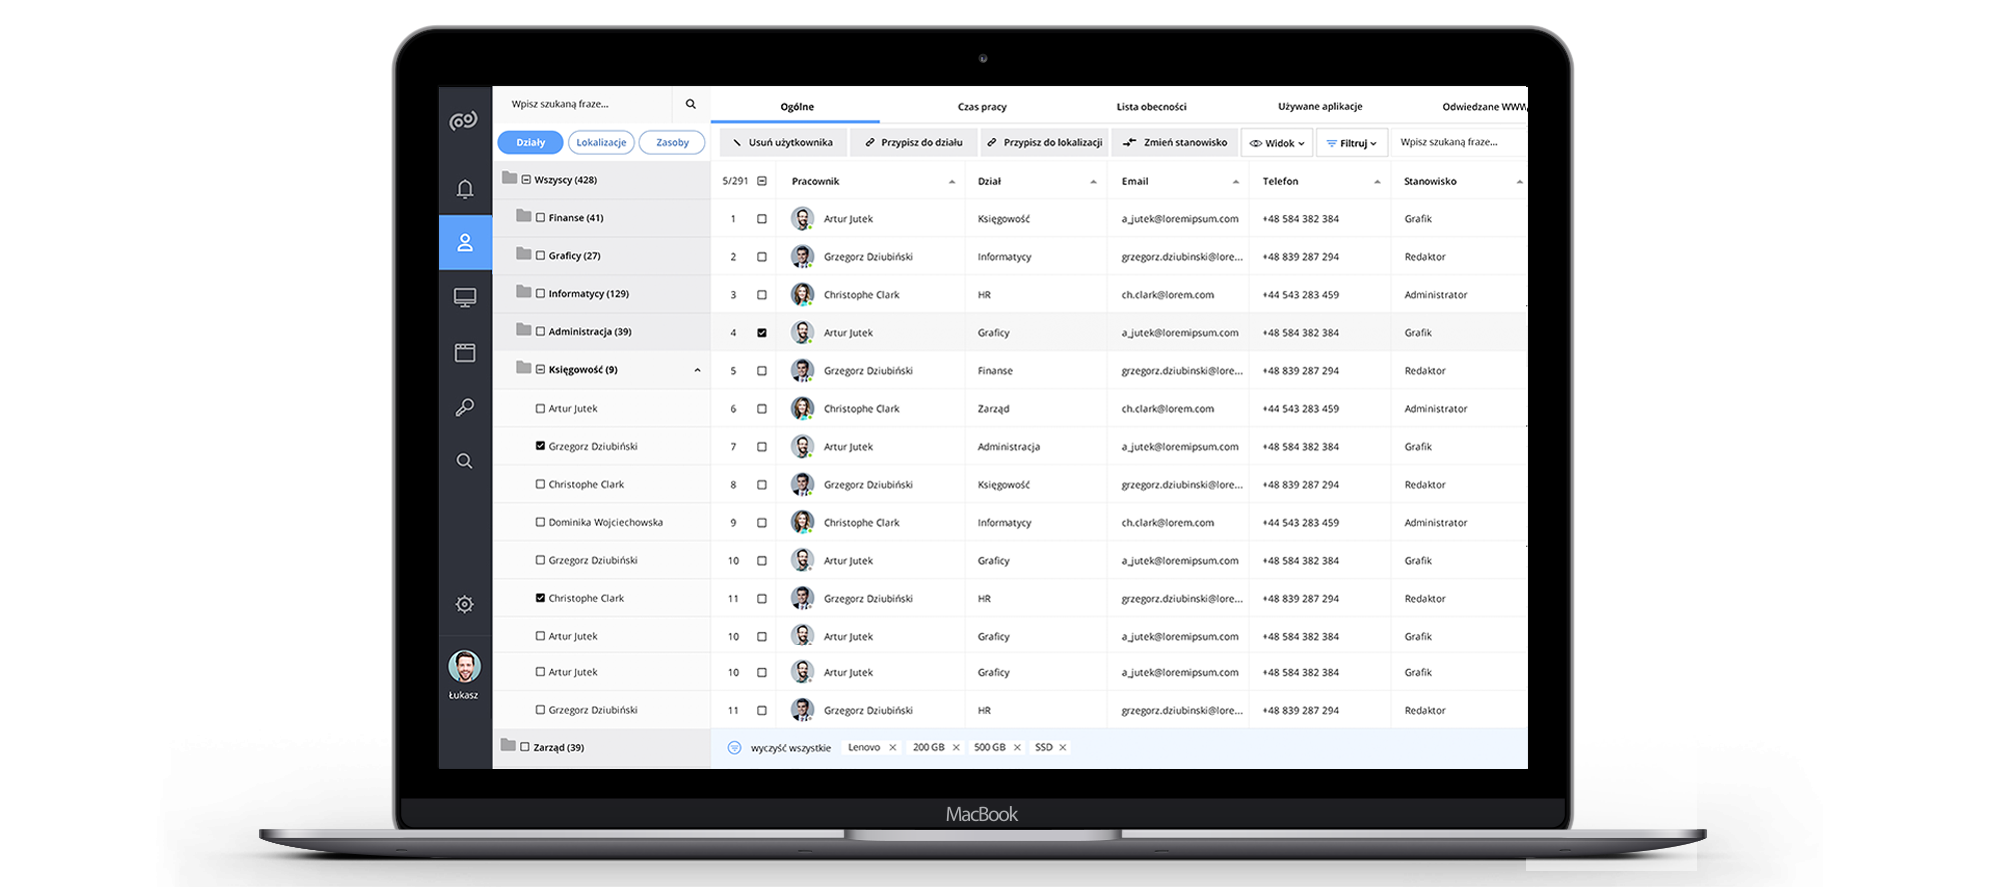 Wpisz szukaną fraze...
Działy Lokalizacje Zasoby
Wszyscy (428)
Finanse (41)
Graficy (27)
Informatycy (129)
Administracja (39)
Księgowość (9)
Artur Jutek
Grzegorz Dziubiński
Christophe Clark
Dominika Wojciechowska
Grzegorz Dziubiński
Christophe Clark
Artur Jutek
Artur Jutek
Grzegorz Dziubiński
Zarząd (39)
Łukasz
Ogólne Czas pracy Lista obecności Używane aplikacje Odwiedzane WWW
Usuń użytkownika Przypisz do działu Przypisz do lokalizacji Zmień stanowisko Widok Filtruj Wpisz szukaną fraze...
5/291 Pracownik Dział Email Telefon Stanowisko
1 Artur Jutek Księgowość a_jutek@loremipsum.com +48 584 382 384 Grafik
2 Grzegorz Dziubiński Informatycy grzegorz.dziubinski@lore... +48 839 287 294 Redaktor
3 Christophe Clark HR ch.clark@lorem.com +44 543 283 459 Administrator
4 Artur Jutek Graficy a_jutek@loremipsum.com +48 584 382 384 Grafik
5 Grzegorz Dziubiński Finanse grzegorz.dziubinski@lore... +48 839 287 294 Redaktor
6 Christophe Clark Zarząd ch.clark@lorem.com +44 543 283 459 Administrator
7 Artur Jutek Administracja a_jutek@loremipsum.com +48 584 382 384 Grafik
8 Grzegorz Dziubiński Księgowość grzegorz.dziubinski@lore... +48 839 287 294 Redaktor
9 Christophe Clark Informatycy ch.clark@lorem.com +44 543 283 459 Administrator
10 Artur Jutek Graficy a_jutek@loremipsum.com +48 584 382 384 Grafik
11 Grzegorz Dziubiński HR grzegorz.dziubinski@lore... +48 839 287 294 Redaktor
10 Artur Jutek Graficy a_jutek@loremipsum.com +48 584 382 384 Grafik
10 Artur Jutek Graficy a_jutek@loremipsum.com +48 584 382 384 Grafik
11 Grzegorz Dziubiński HR grzegorz.dziubinski@lore... +48 839 287 294 Redaktor
wyczyść wszystkie Lenovo 200 GB 500 GB SSD
MacBook